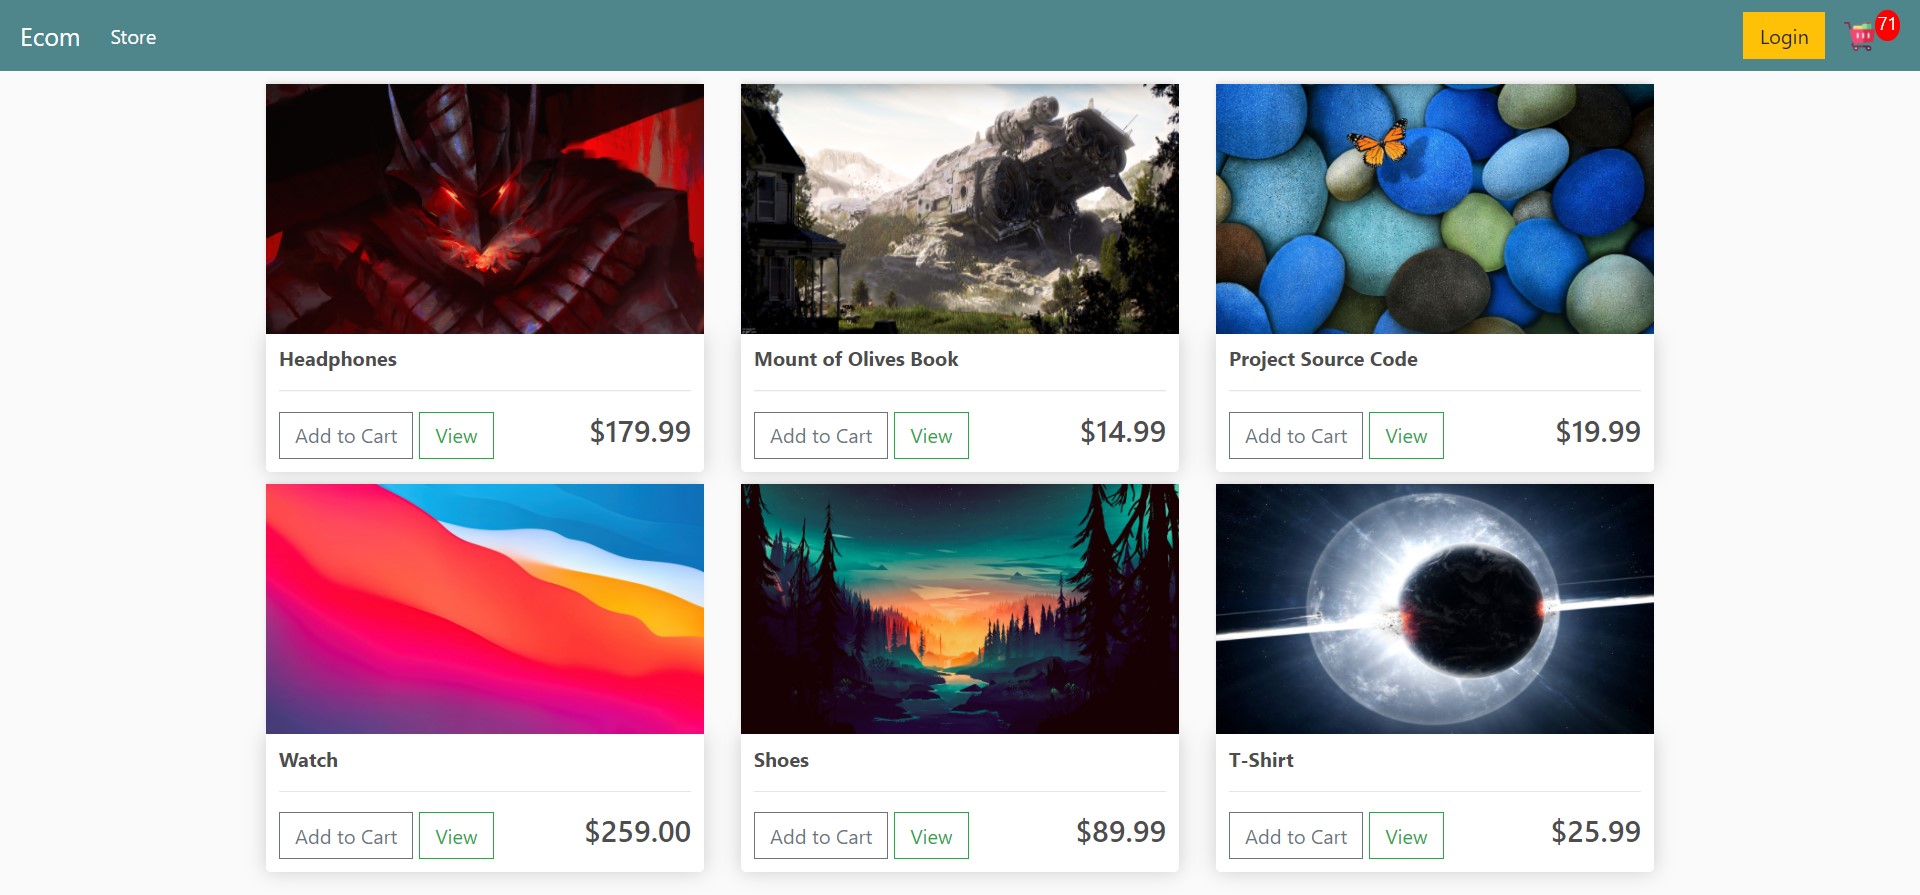 Ecom Store Login 71
Headphones
Add to Cart View $179.99
Mount of Olives Book
Add to Cart View $14.99
Project Source Code
Add to Cart View $19.99
Watch
Add to Cart View $259.00
Shoes
Add to Cart View $89.99
T-Shirt
Add to Cart View $25.99